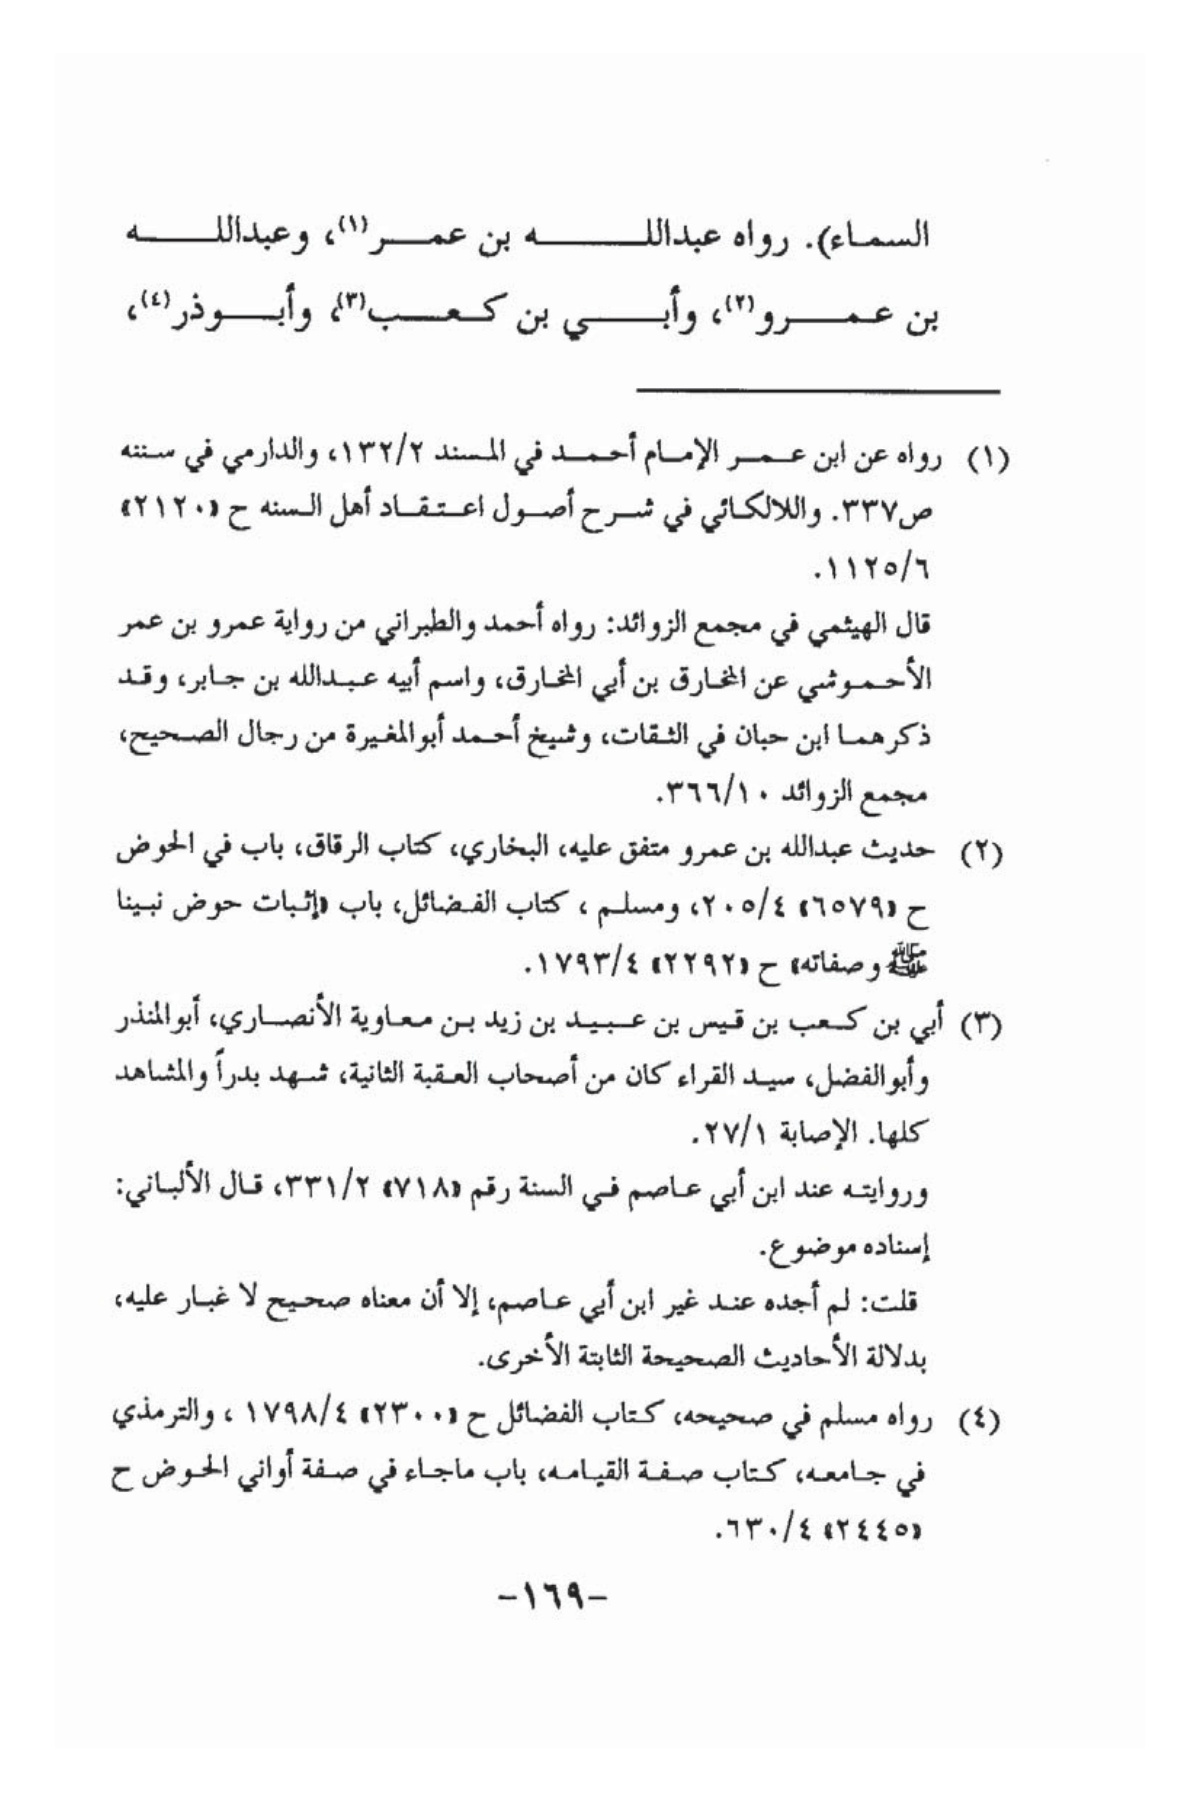 السماء). رواه عبدالله بن عمر(١)، وعبدالله
بن عمرو(٢)، وأبي بن كعب(٣)، وأبوذر(٤)،
(١) رواه عن ابن عمر الإمام أحمد في المسند ١٣٢/٢، والدارمي في سننه
ص٣٣٧. واللالكائي في شرح أصول اعتقاد أهل السنه ح «٢١٢٠»
١١٢٥/٦.
قال الهيثمي في مجمع الزوائد: رواه أحمد والطبراني من رواية عمرو بن عمر
الأحموشي عن المخارق بن أبي المخارق، واسم أبيه عبدالله بن جابر، وقد
ذكرهما ابن حبان في الثقات، وشيخ أحمد أبوالمغيرة من رجال الصحيح،
مجمع الزوائد ٣٦٦/١٠.
(٢) حديث عبدالله بن عمرو متفق عليه، البخاري، كتاب الرقاق، باب في الحوض
ح «٦٥٧٩» ٢٠٥/٤، ومسلم ، كتاب الفضائل، باب «إثبات حوض نبينا
ﷺ وصفاته» ح «٢٢٩٢» ١٧٩٣/٤.
(٣) أبي بن كعب بن قيس بن عبيد بن زيد بن معاوية الأنصاري، أبوالمنذر
وأبوالفضل، سيد القراء كان من أصحاب العقبة الثانية، شهد بدراً والمشاهد
كلها. الإصابة ٢٧/١.
وروايته عند ابن أبي عاصم في السنة رقم «٧١٨» ٣٣١/٢، قال الألباني:
إسناده موضوع.
قلت: لم أجده عند غير ابن أبي عاصم، إلا أن معناه صحيح لا غبار عليه،
بدلالة الأحاديث الصحيحة الثابتة الأخرى.
(٤) رواه مسلم في صحيحه، كتاب الفضائل ح «٢٣٠٠» ١٧٩٨/٤ ، والترمذي
في جامعه، كتاب صفة القيامه، باب ماجاء في صفة أواني الحوض ح
«٢٤٤٥» ٦٣٠/٤.
-١٦٩-